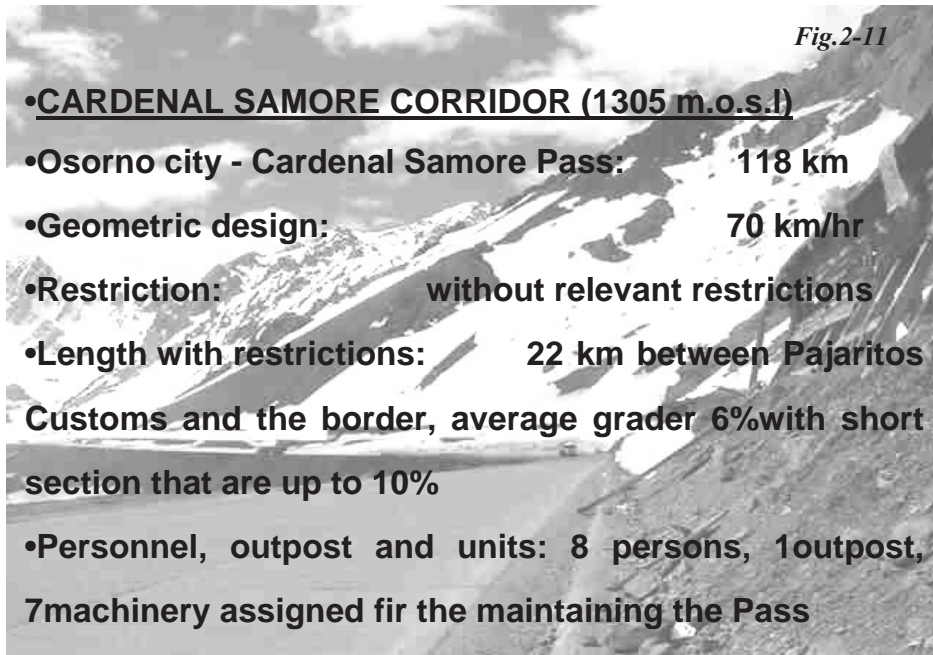 Fig.2-11
•CARDENAL SAMORE CORRIDOR (1305 m.o.s.l)
•Osorno city - Cardenal Samore Pass: 118 km
•Geometric design: 70 km/hr
•Restriction: without relevant restrictions
•Length with restrictions: 22 km between Pajaritos
Customs and the border, average grader 6%with short
section that are up to 10%
•Personnel, outpost and units: 8 persons, 1outpost,
7machinery assigned fir the maintaining the Pass